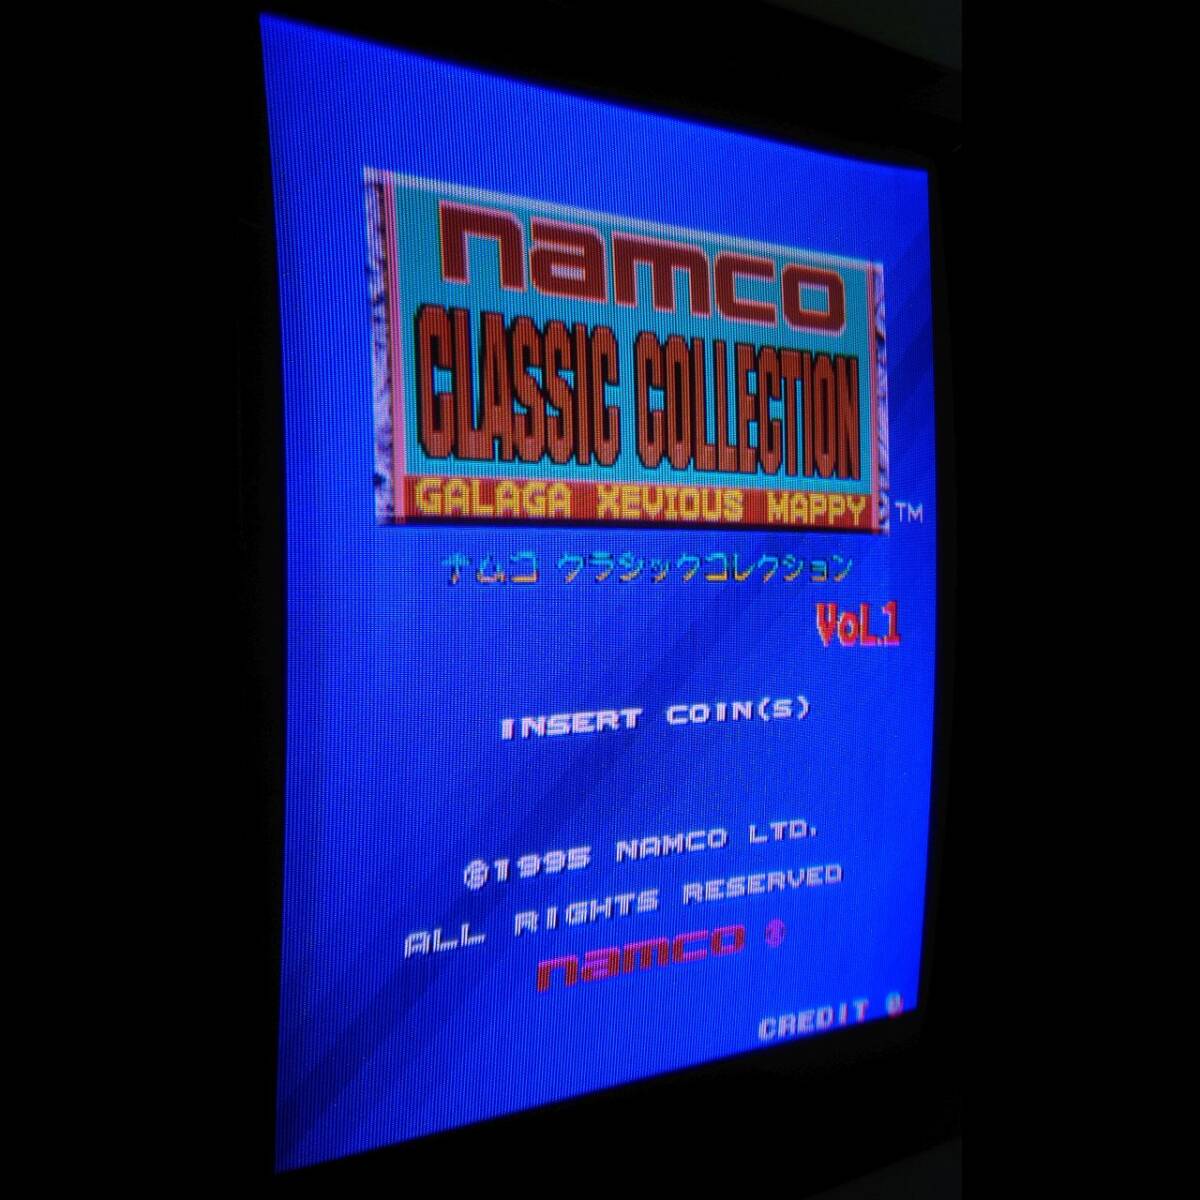 namco
CLASSIC COLLECTION
GALAGA XEVIOUS MAPPY
TM
ナムコ クラシックコレクション
VoL.1
INSERT COIN(S)
©1995 NAMCO LTD.
ALL RIGHTS RESERVED
namco ®
CREDIT 0